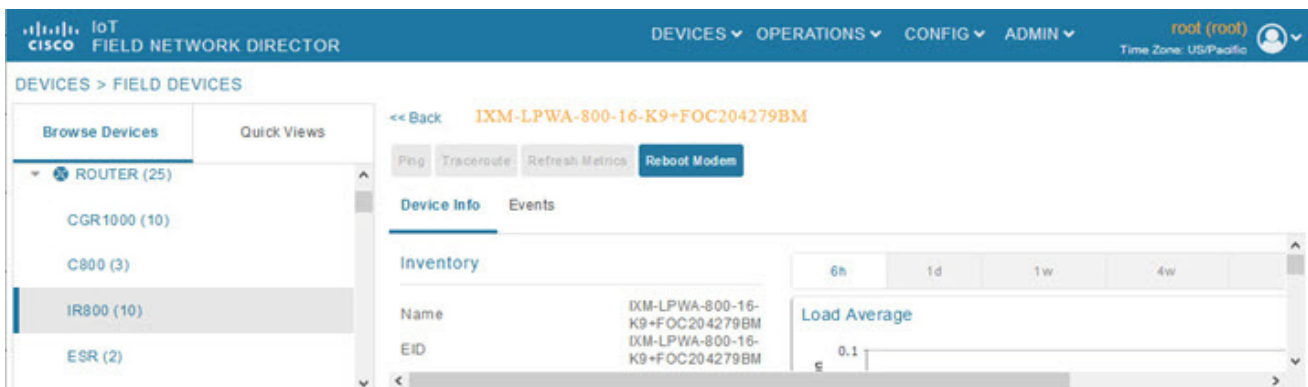 IoT
CISCO FIELD NETWORK DIRECTOR
DEVICES OPERATIONS CONFIG ADMIN
root (root)
Time Zone: US/Pacific
DEVICES > FIELD DEVICES
Browse Devices
Quick Views
ROUTER (25)
CGR1000 (10)
C800 (3)
IR800 (10)
ESR (2)
<< Back IXM-LPWA-800-16-K9+FOC204279BM
Ping Traceroute Refresh Metrics Reboot Modem
Device Info Events
Inventory
Name
IXM-LPWA-800-16-
K9+FOC204279BM
EID
IXM-LPWA-800-16-
K9+FOC204279BM
6h 1d 1w 4w
Load Average
0.1